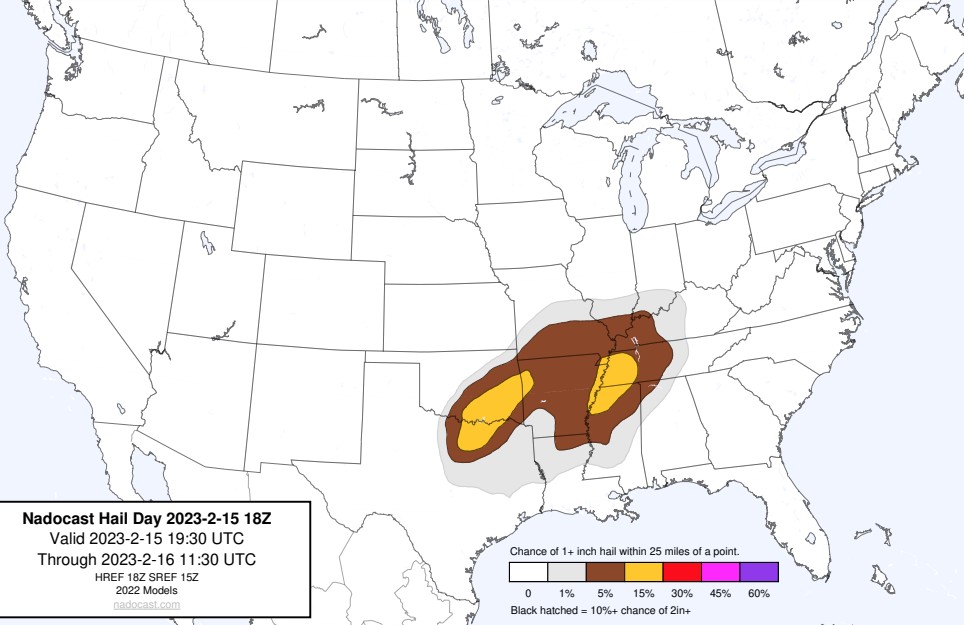 Nadocast Hail Day 2023-2-15 18Z
Valid 2023-2-15 19:30 UTC
Through 2023-2-16 11:30 UTC
HREF 18Z SREF 15Z
2022 Models
nadocast.com
Chance of 1+ inch hail within 25 miles of a point.
0 1% 5% 15% 30% 45% 60%
Black hatched = 10%+ chance of 2in+